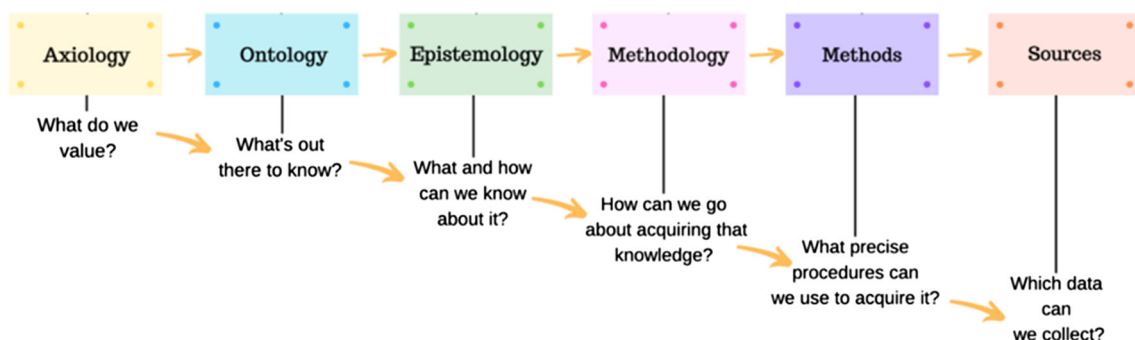 Axiology
Ontology
Epistemology
Methodology
Methods
Sources
What do we
value?
What's out
there to know?
What and how
can we know
about it?
How can we go
about acquiring that
knowledge?
What precise
procedures can
we use to acquire it?
Which data
can
we collect?